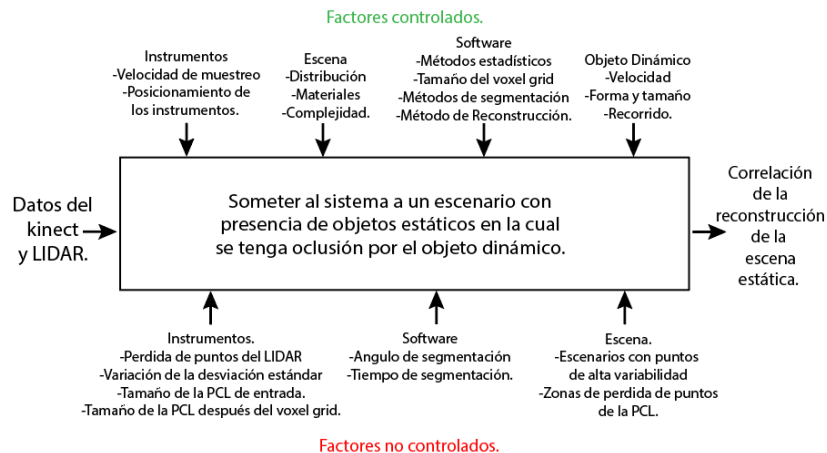 Factores controlados.
Instrumentos
-Velocidad de muestreo
-Posicionamiento de
los instrumentos.
Escena
-Distribución
-Materiales
-Complejidad.
Software
-Métodos estadísticos
-Tamaño del voxel grid
-Métodos de segmentación
-Método de Reconstrucción.
Objeto Dinámico
-Velocidad
-Forma y tamaño
-Recorrido.
Datos del
kinect
y LIDAR.
Someter al sistema a un escenario con
presencia de objetos estáticos en la cual
se tenga oclusión por el objeto dinámico.
Correlación
de la
reconstrucción
de la
escena
estática.
Instrumentos.
-Perdida de puntos del LIDAR
-Variación de la desviación estándar
-Tamaño de la PCL de entrada.
-Tamaño de la PCL después del voxel grid.
Software
-Angulo de segmentación
-Tiempo de segmentación.
Escena.
-Escenarios con puntos
de alta variabilidad
-Zonas de perdida de puntos
de la PCL.
Factores no controlados.